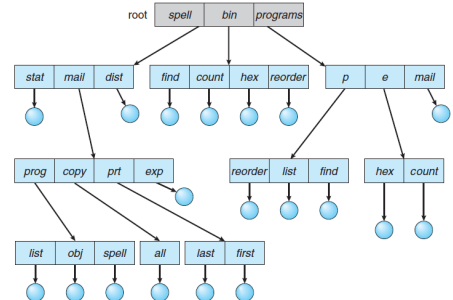 root spell bin programs
stat mail dist find count hex reorder p e mail
prog copy prt exp reorder list find hex count
list obj spell all last first